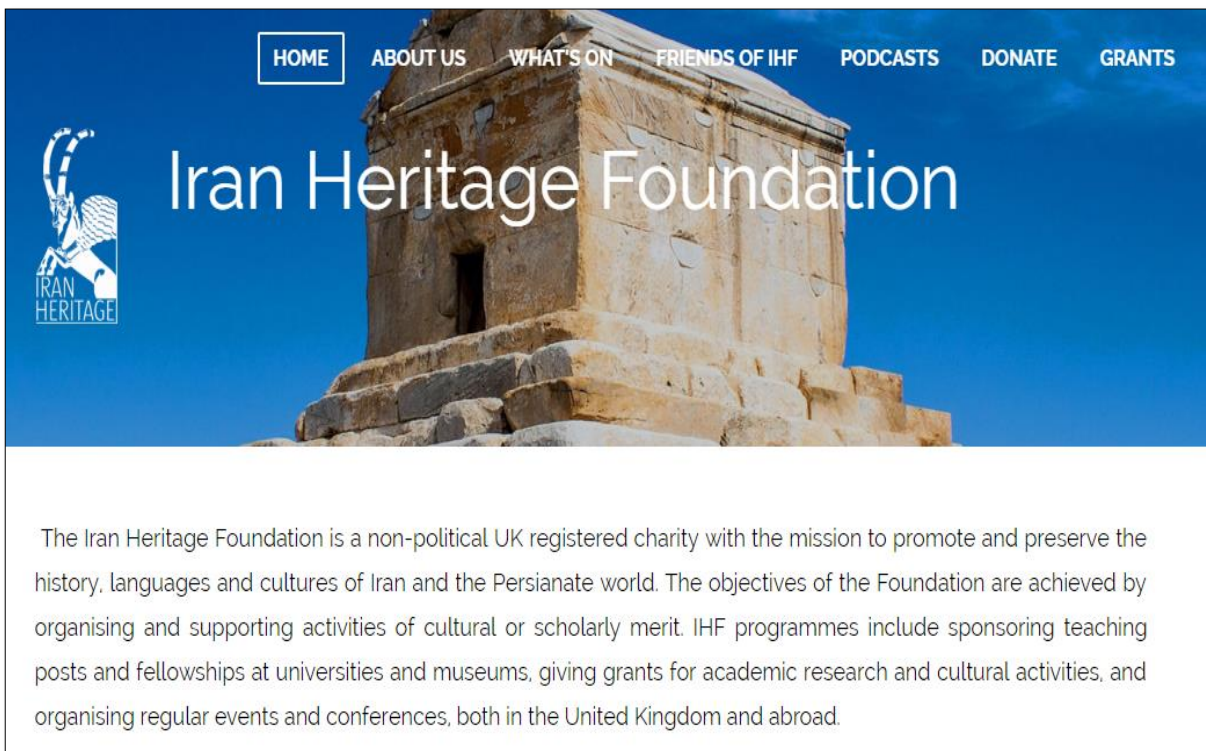 HOME ABOUT US WHAT'S ON FRIENDS OF IHF PODCASTS DONATE GRANTS
Iran Heritage Foundation
IRAN
HERITAGE
The Iran Heritage Foundation is a non-political UK registered charity with the mission to promote and preserve the
history, languages and cultures of Iran and the Persianate world. The objectives of the Foundation are achieved by
organising and supporting activities of cultural or scholarly merit. IHF programmes include sponsoring teaching
posts and fellowships at universities and museums, giving grants for academic research and cultural activities, and
organising regular events and conferences, both in the United Kingdom and abroad.